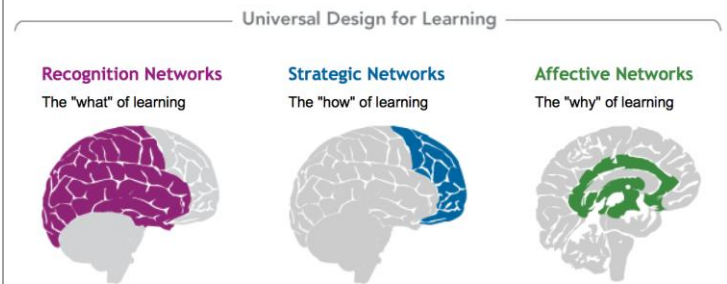 Universal Design for Learning
Recognition Networks
The "what" of learning
Strategic Networks
The "how" of learning
Affective Networks
The "why" of learning